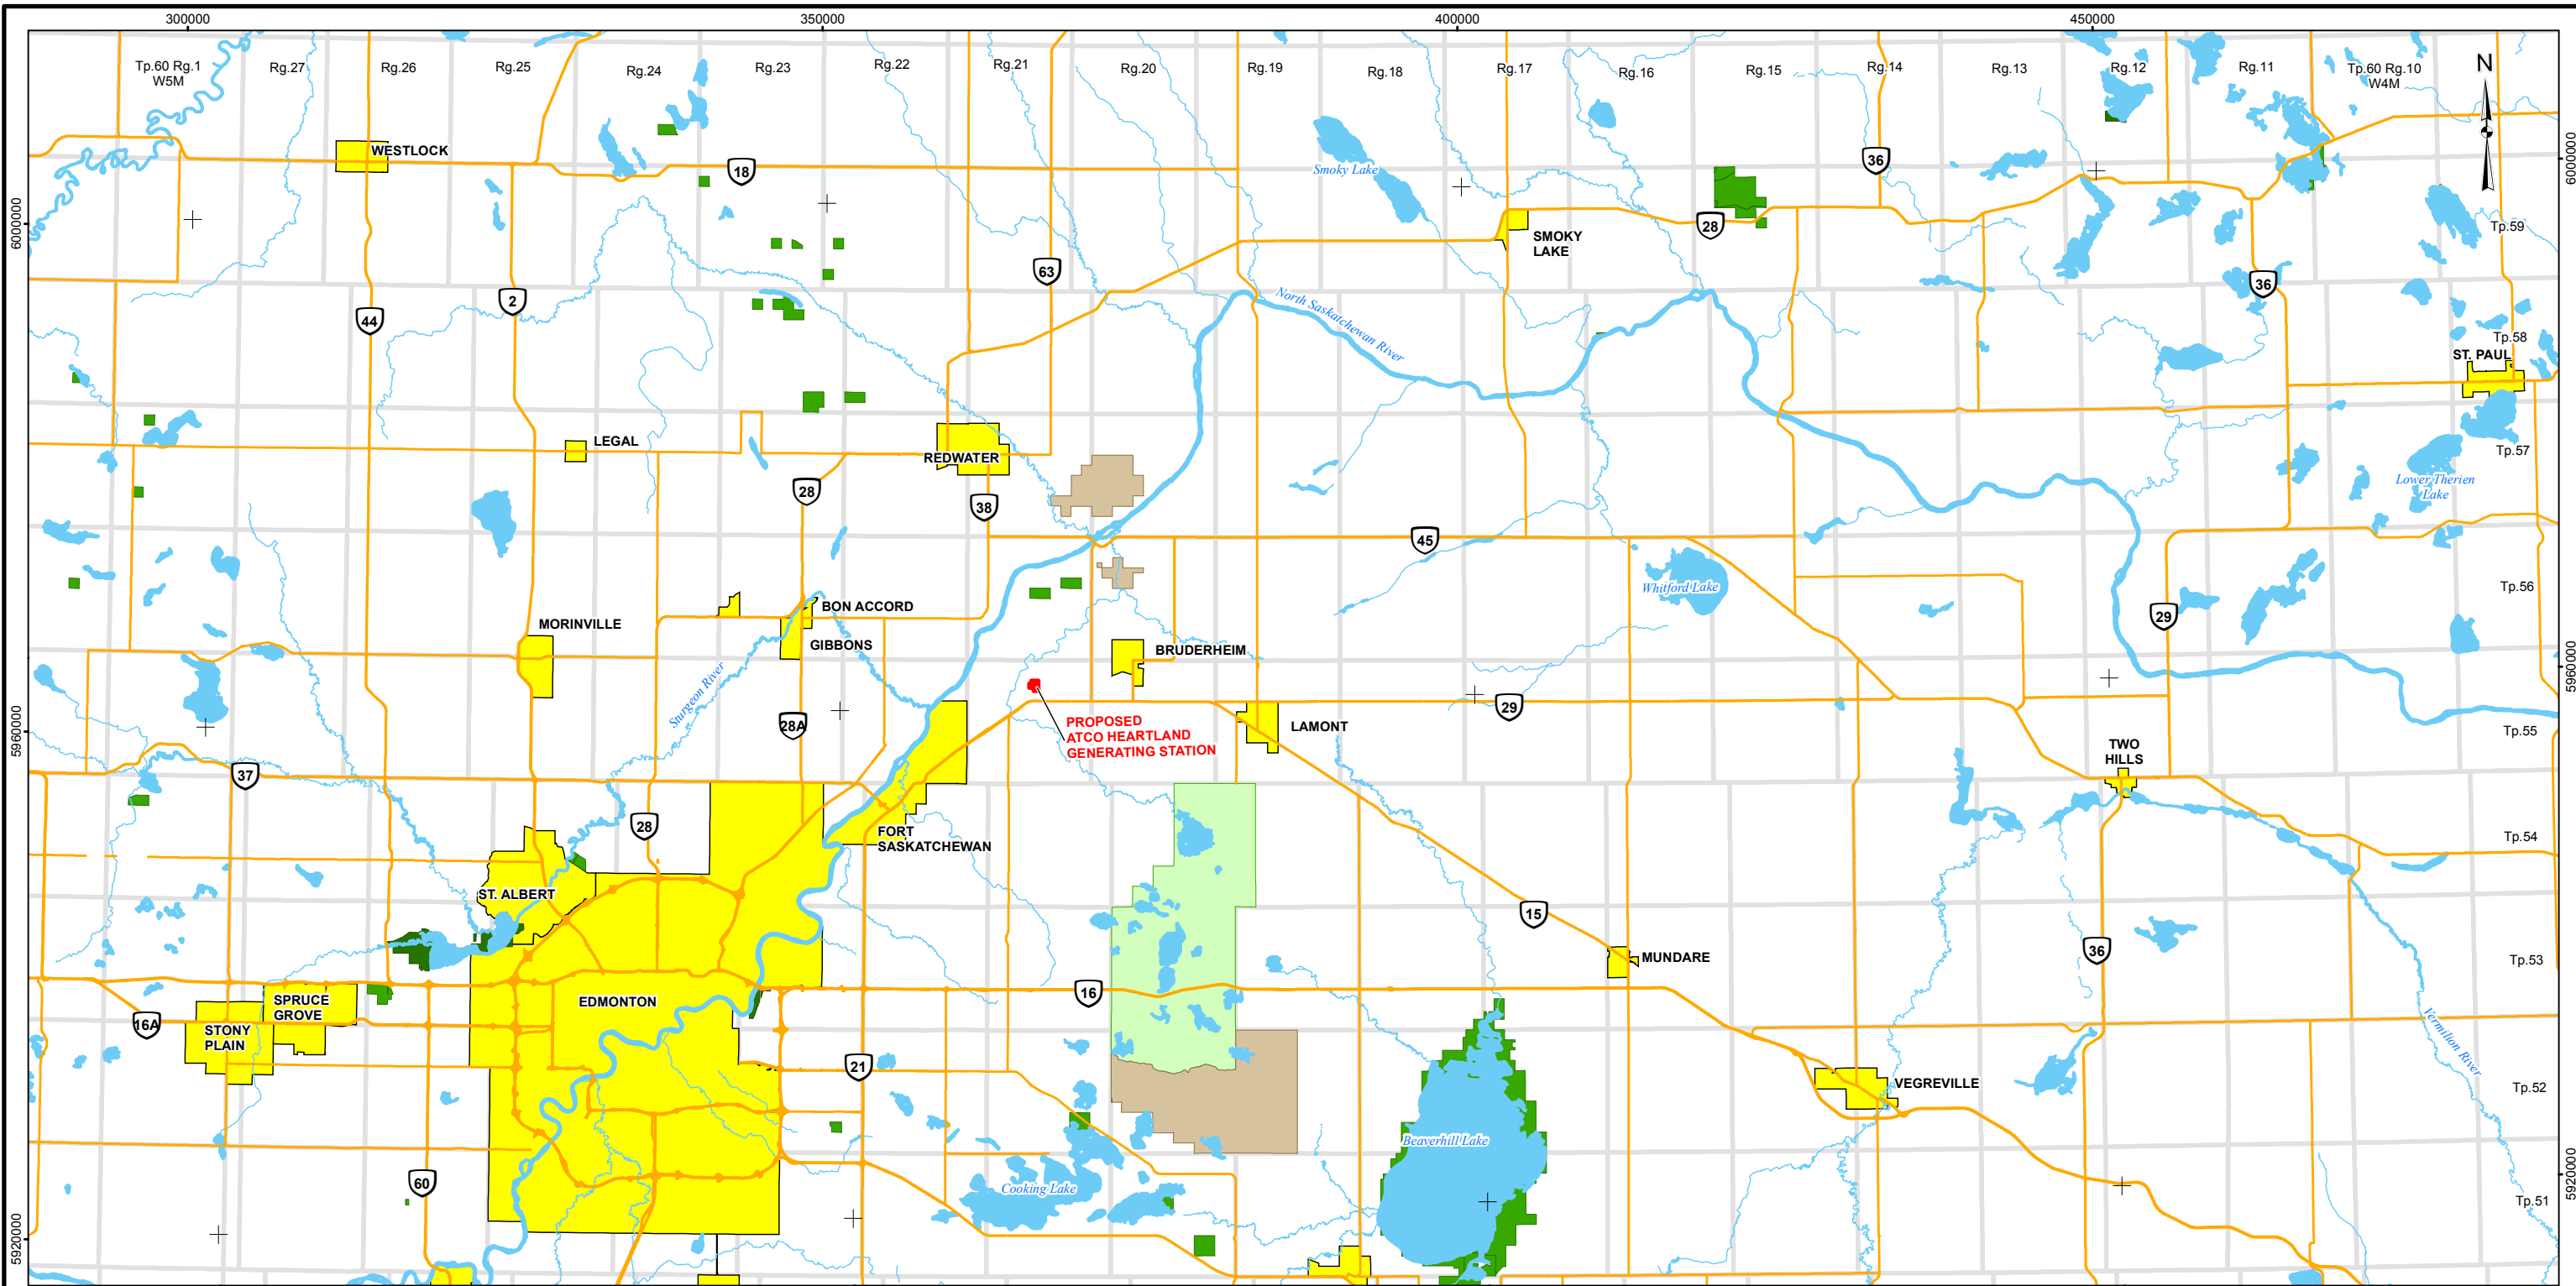 300000
350000
400000
450000
Tp.60 Rg.1
W5M
Rg.27
Rg.26
Rg.25
Rg.24
Rg.23
Rg.22
Rg.21
Rg.20
Rg.19
Rg.18
Rg.17
Rg.16
Rg.15
Rg.14
Rg.13
Rg.12
Rg.11
Tp.60 Rg.10
W4M
N
WESTLOCK
18
Smoky Lake
36
6000000
6000000
28
SMOKY
LAKE
Tp.59
63
36
2
44
North Saskatchewan River
Tp.58
ST. PAUL
LEGAL
REDWATER
Tp.57
28
38
Lower Therien
Lake
45
Whitford Lake
Tp.56
BON ACCORD
MORINVILLE
GIBBONS
29
BRUDERHEIM
5960000
Sturgeon River
28A
PROPOSED
ATCO HEARTLAND
GENERATING STATION
LAMONT
29
5960000
Tp.55
TWO
HILLS
37
28
FORT
SASKATCHEWAN
Tp.54
ST. ALBERT
15
36
MUNDARE
Tp.53
16
SPRUCE
GROVE
EDMONTON
16A
STONY
PLAIN
Vermilion River
21
VEGREVILLE
Tp.52
Beaverhill Lake
60
Cooking Lake
5920000
Tp.51
5920000